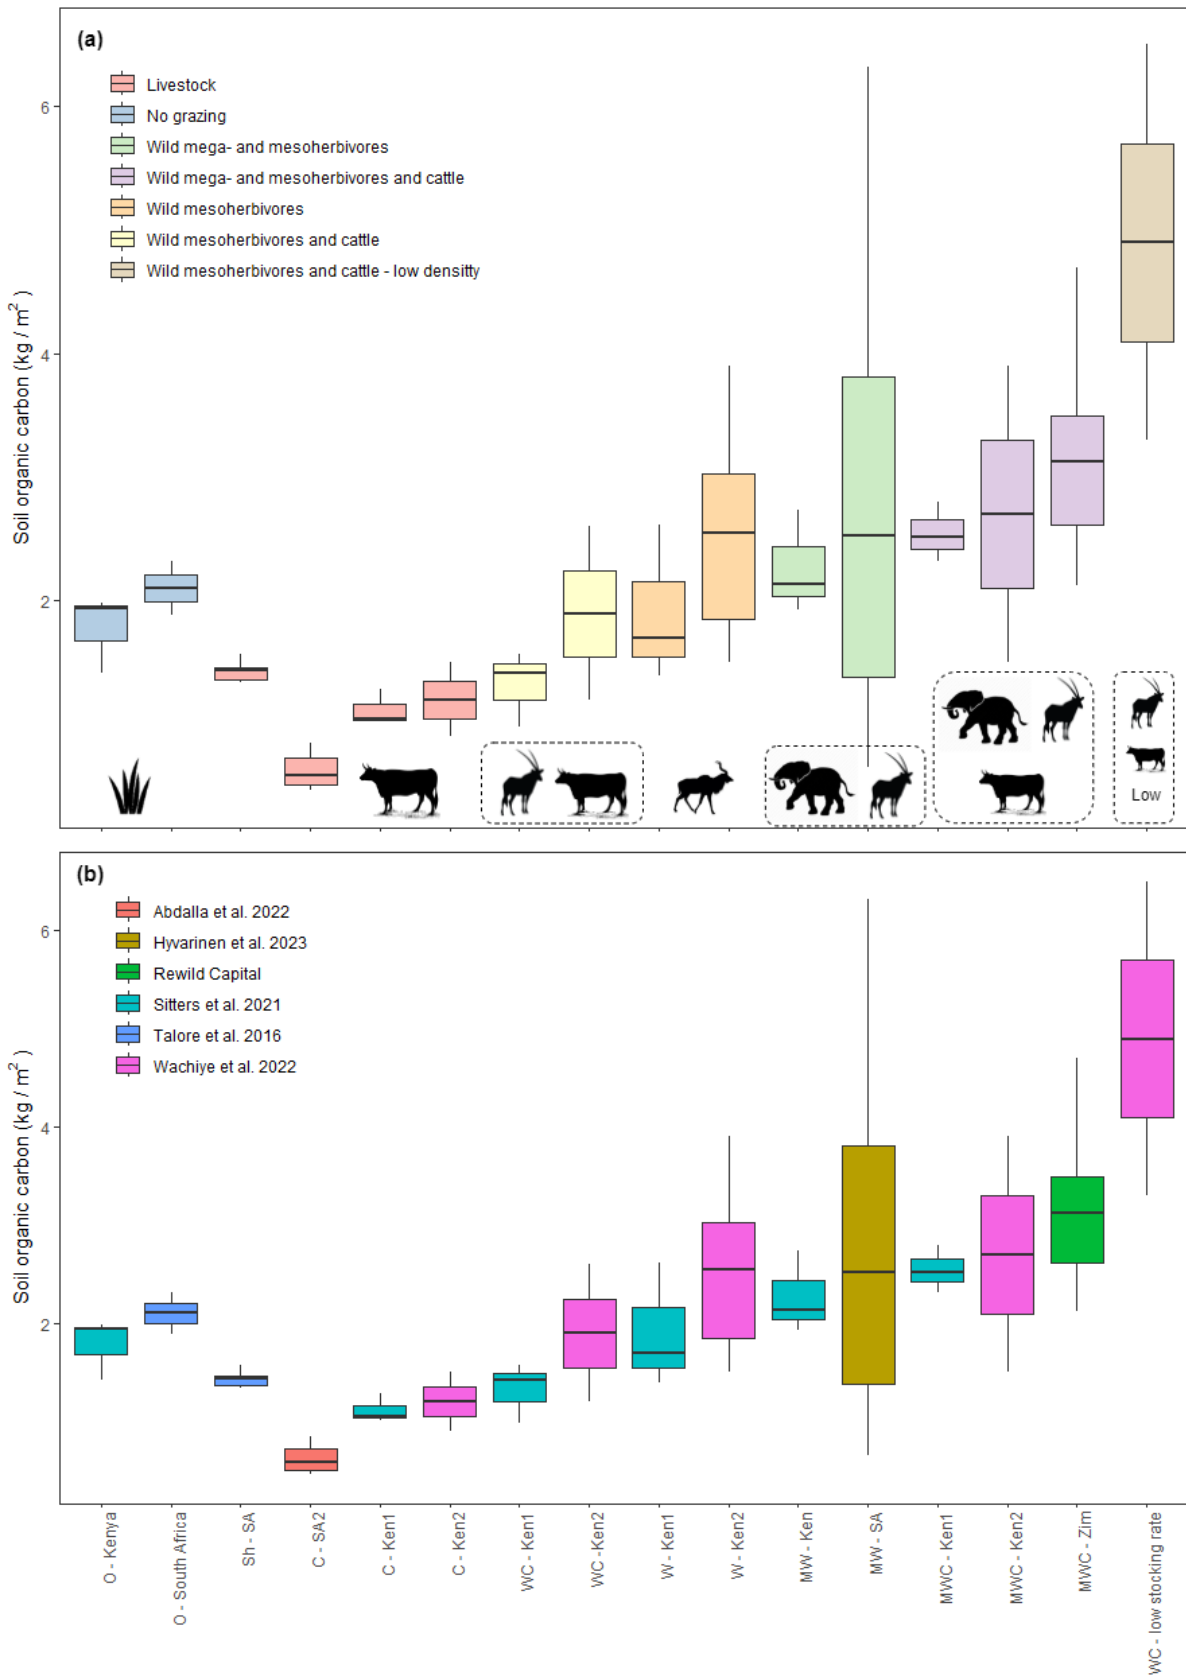 (a)
Livestock
No grazing
Wild mega- and mesoherbivores
Wild mega- and mesoherbivores and cattle
Wild mesoherbivores
Wild mesoherbivores and cattle
Wild mesoherbivores and cattle - low densitty
Soil organic carbon (kg / m²)
6
4
2
Low
(b)
Abdalla et al. 2022
Hyvarinen et al. 2023
Rewild Capital
Sitters et al. 2021
Talore et al. 2016
Wachiye et al. 2022
Soil organic carbon (kg / m²)
6
4
2
O - Kenya
O - South Africa
Sh - SA
C - SA2
C - Ken1
C - Ken2
WC - Ken1
WC -Ken2
W - Ken1
W - Ken2
MW - Ken
MW - SA
MWC - Ken1
MWC - Ken2
MWC - Zim
WC - low stocking rate